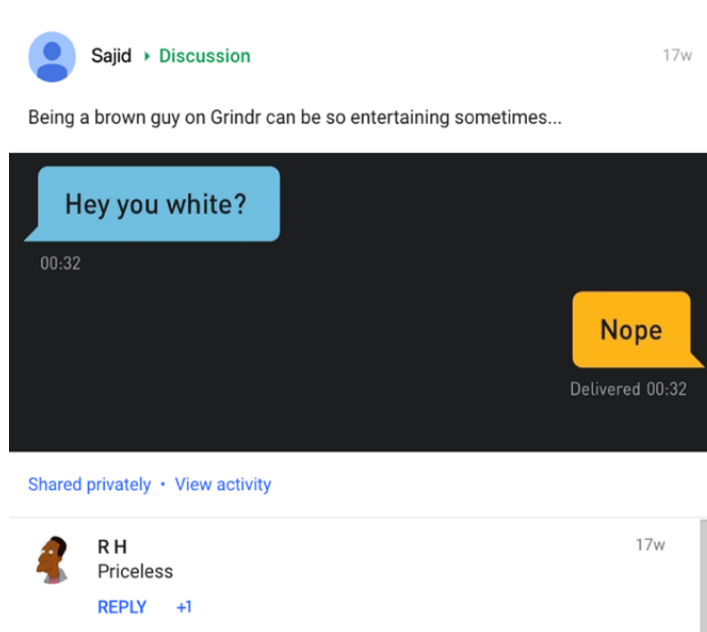 Sajid ▸ Discussion 17w
Being a brown guy on Grindr can be so entertaining sometimes...
Hey you white?
00:32
Nope
Delivered 00:32
Shared privately • View activity
R H 17w
Priceless
REPLY +1